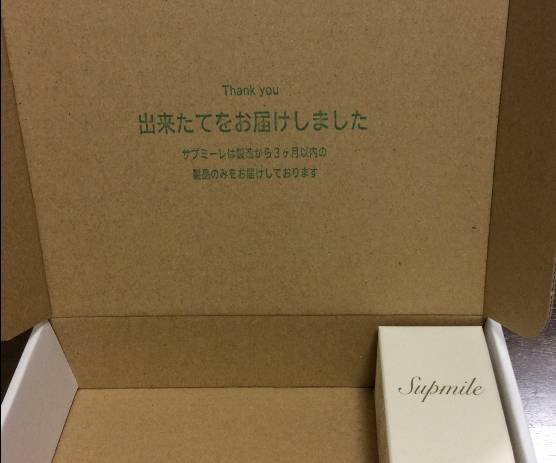 Thank you
出来たてをお届けしました
サプミーレは製造から3ヶ月以内の
製品のみをお届けしております
Supmile